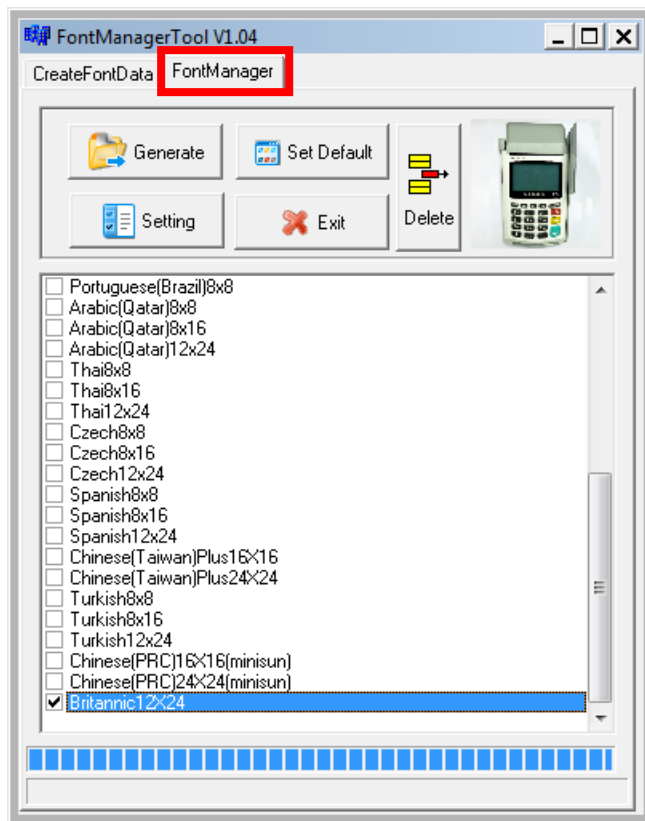 FontManagerTool V1.04
CreateFontData FontManager
Generate Set Default
Setting Exit Delete
Portuguese(Brazil)8x8
Arabic(Qatar)8x8
Arabic(Qatar)8x16
Arabic(Qatar)12x24
Thai8x8
Thai8x16
Thai12x24
Czech8x8
Czech8x16
Czech12x24
Spanish8x8
Spanish8x16
Spanish12x24
Chinese(Taiwan)Plus16X16
Chinese(Taiwan)Plus24X24
Turkish8x8
Turkish8x16
Turkish12x24
Chinese(PRC)16X16(minisun)
Chinese(PRC)24X24(minisun)
Britannic12X24